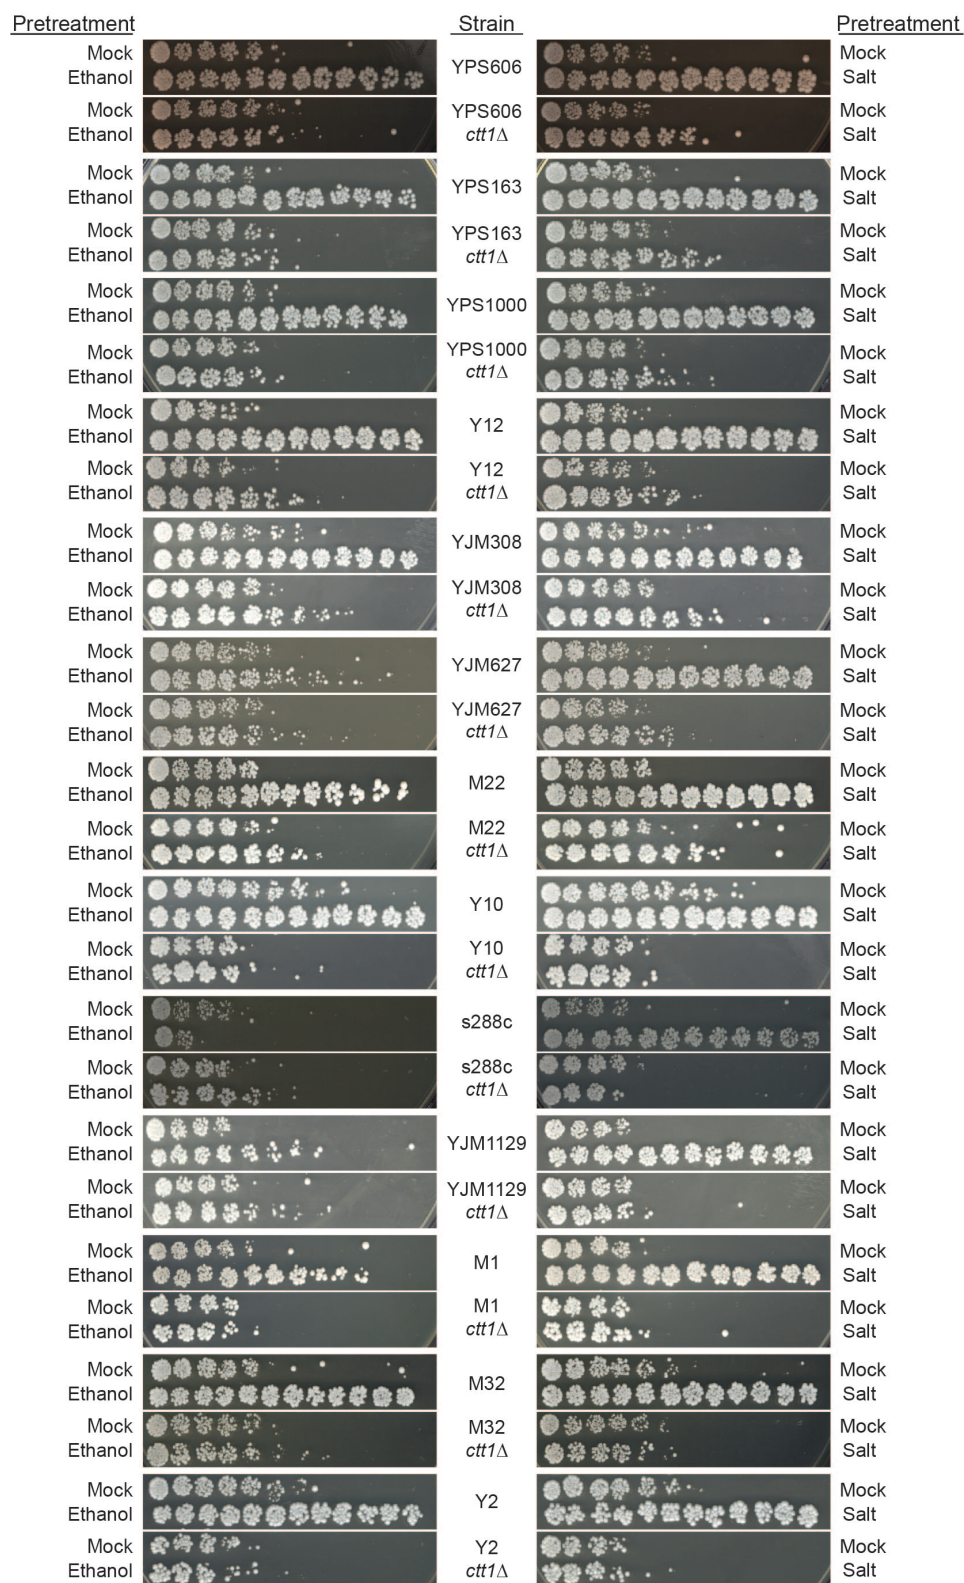 Pretreatment Strain Pretreatment
Mock YPS606 Mock
Ethanol Salt
Mock YPS606 Mock
Ethanol ctt1Δ Salt
Mock YPS163 Mock
Ethanol Salt
Mock YPS163 Mock
Ethanol ctt1Δ Salt
Mock YPS1000 Mock
Ethanol Salt
Mock YPS1000 Mock
Ethanol ctt1Δ Salt
Mock Y12 Mock
Ethanol Salt
Mock Y12 Mock
Ethanol ctt1Δ Salt
Mock YJM308 Mock
Ethanol Salt
Mock YJM308 Mock
Ethanol ctt1Δ Salt
Mock YJM627 Mock
Ethanol Salt
Mock YJM627 Mock
Ethanol ctt1Δ Salt
Mock M22 Mock
Ethanol Salt
Mock M22 Mock
Ethanol ctt1Δ Salt
Mock Y10 Mock
Ethanol Salt
Mock Y10 Mock
Ethanol ctt1Δ Salt
Mock s288c Mock
Ethanol Salt
Mock s288c Mock
Ethanol ctt1Δ Salt
Mock YJM1129 Mock
Ethanol Salt
Mock YJM1129 Mock
Ethanol ctt1Δ Salt
Mock M1 Mock
Ethanol Salt
Mock M1 Mock
Ethanol ctt1Δ Salt
Mock M32 Mock
Ethanol Salt
Mock M32 Mock
Ethanol ctt1Δ Salt
Mock Y2 Mock
Ethanol Salt
Mock Y2 Mock
Ethanol ctt1Δ Salt